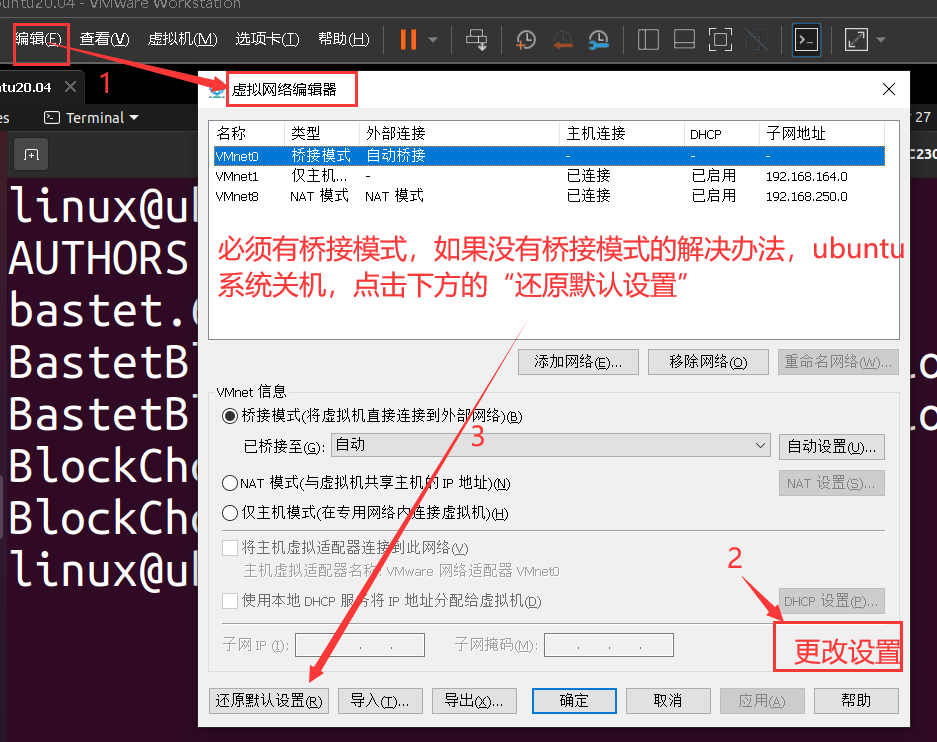 ubuntu20.04 - VMware Workstation
编辑(E) 查看(V) 虚拟机(M) 选项卡(T) 帮助(H)
1
ntu20.04
虚拟网络编辑器
es Terminal 27
名称 类型 外部连接 主机连接 DHCP 子网地址
VMnet0 桥接模式 自动桥接 - - -
VMnet1 仅主机... - 已连接 已启用 192.168.164.0
VMnet8 NAT 模式 NAT 模式 已连接 已启用 192.168.250.0
C230
linux@ub
AUTHORS
bastet.
BastetBl
BastetBl
BlockCho
BlockCho
linux@ub
必须有桥接模式，如果没有桥接模式的解决办法，ubuntu
系统关机，点击下方的“还原默认设置”
添加网络(E)... 移除网络(O) 重命名网络(W)...
VMnet 信息
桥接模式(将虚拟机直接连接到外部网络)(B)
3
已桥接至(G): 自动 自动设置(U)...
NAT 模式(与虚拟机共享主机的 IP 地址)(N) NAT 设置(S)...
仅主机模式(在专用网络内连接虚拟机)(H)
将主机虚拟适配器连接到此网络(V)
主机虚拟适配器名称: VMware 网络适配器 VMnet0
2
使用本地 DHCP 服务将 IP 地址分配给虚拟机(D) DHCP 设置(P)...
子网 IP (I): . . . 子网掩码(M): . . .
更改设置
还原默认设置(R) 导入(T)... 导出(X)... 确定 取消 应用(A) 帮助